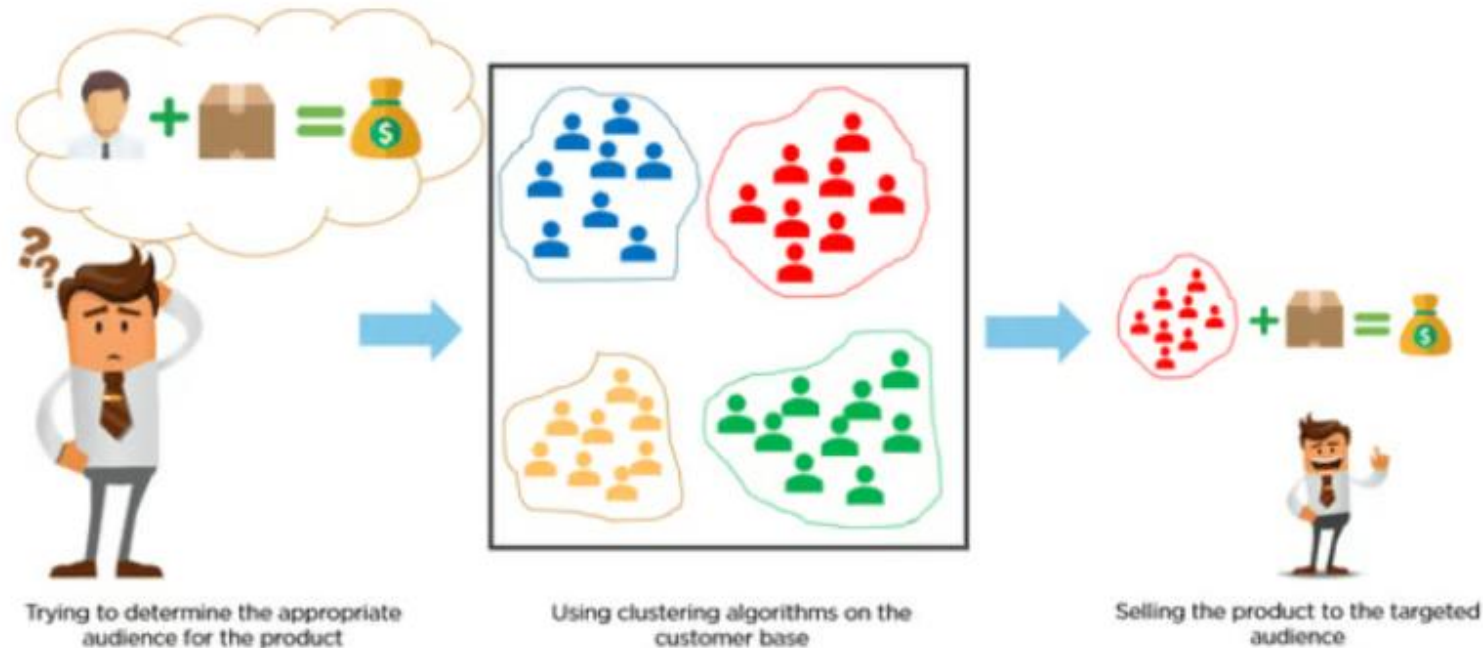 ??
$
Trying to determine the appropriate
audience for the product
Using clustering algorithms on the
customer base
$
Selling the product to the targeted
audience